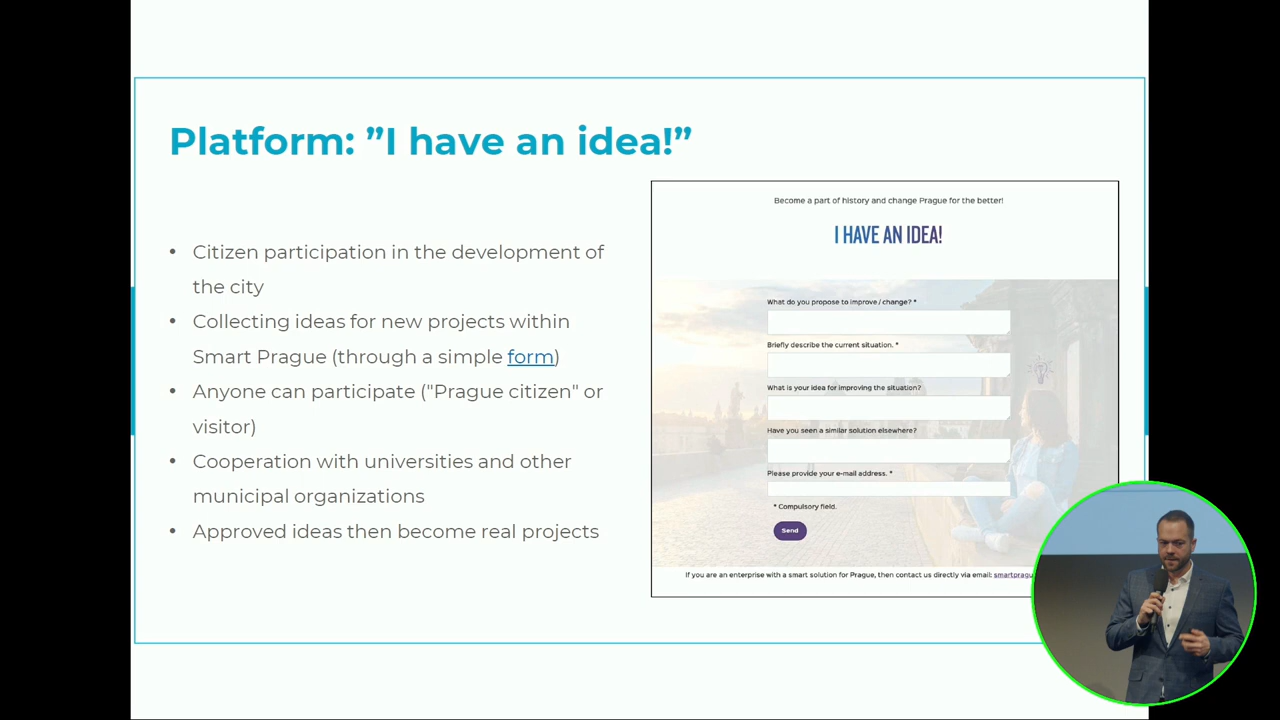 Platform: ”I have an idea!”
• Citizen participation in the development of
the city
• Collecting ideas for new projects within
Smart Prague (through a simple form)
• Anyone can participate ("Prague citizen" or
visitor)
• Cooperation with universities and other
municipal organizations
• Approved ideas then become real projects
Become a part of history and change Prague for the better!
I HAVE AN IDEA!
What do you propose to improve / change? *
Briefly describe the current situation. *
What is your idea for improving the situation?
Have you seen a similar solution elsewhere?
Please provide your e-mail address. *
* Compulsory field.
Send
If you are an enterprise with a smart solution for Prague, then contact us directly via email: